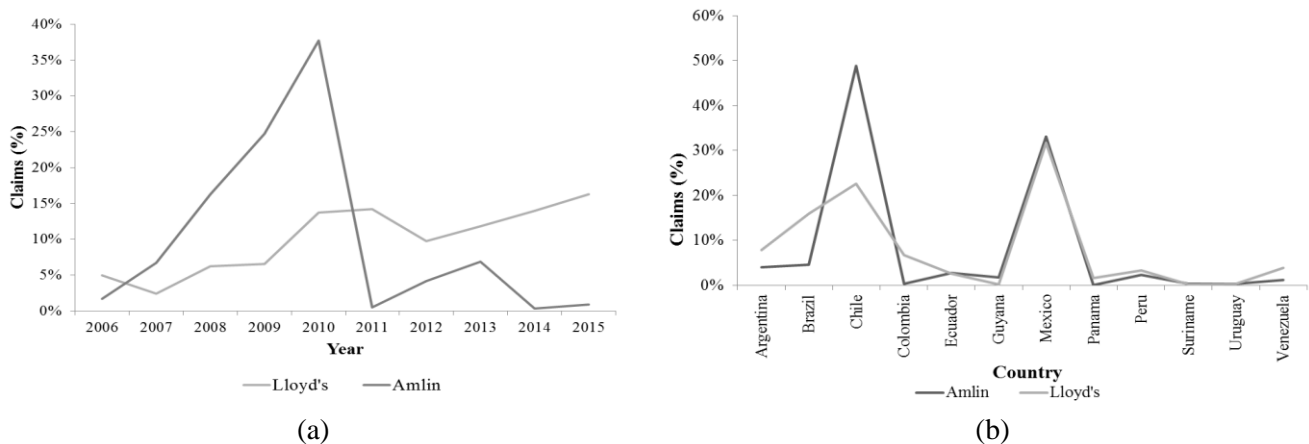 40%
35%
30%
25%
20%
15%
10%
5%
0%
Claims (%)
2006 2007 2008 2009 2010 2011 2012 2013 2014 2015
Year
Lloyd's Amlin
(a)
60%
50%
40%
30%
20%
10%
0%
Claims (%)
Argentina
Brazil
Chile
Colombia
Ecuador
Guyana
Mexico
Panama
Peru
Suriname
Uruguay
Venezuela
Country
Amlin Lloyd's
(b)